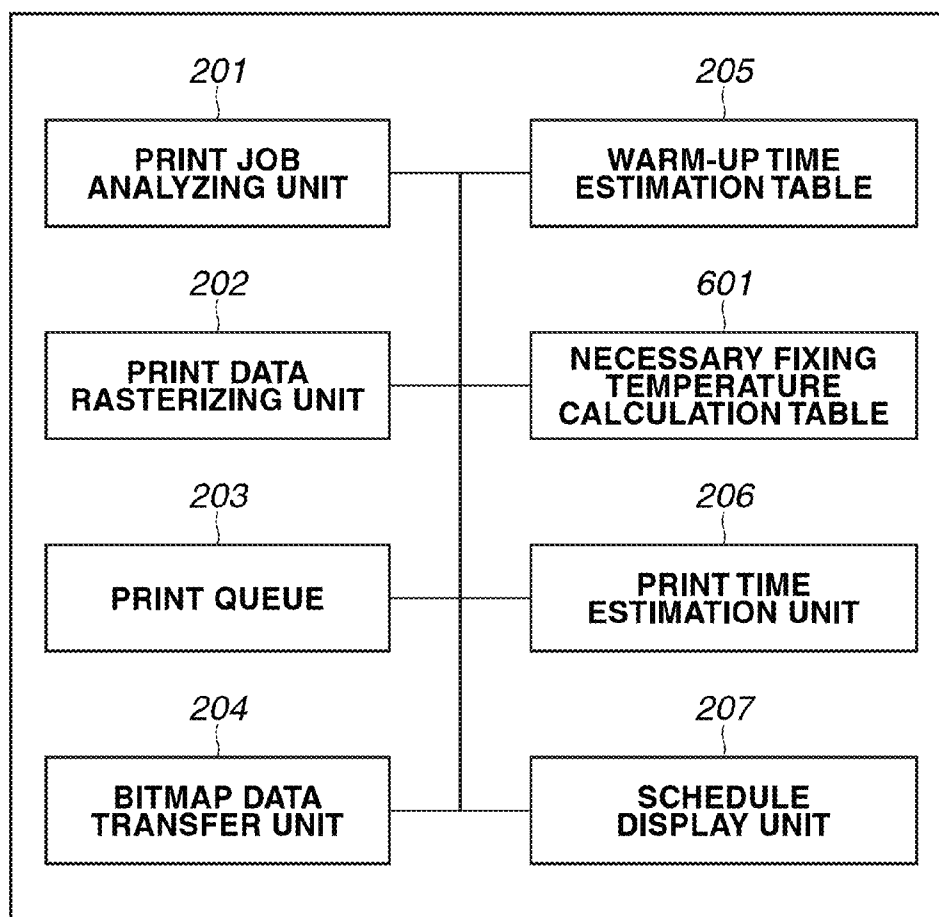 201
PRINT JOB
ANALYZING UNIT
205
WARM-UP TIME
ESTIMATION TABLE
202
PRINT DATA
RASTERIZING UNIT
601
NECESSARY FIXING
TEMPERATURE
CALCULATION TABLE
203
PRINT QUEUE
206
PRINT TIME
ESTIMATION UNIT
204
BITMAP DATA
TRANSFER UNIT
207
SCHEDULE
DISPLAY UNIT